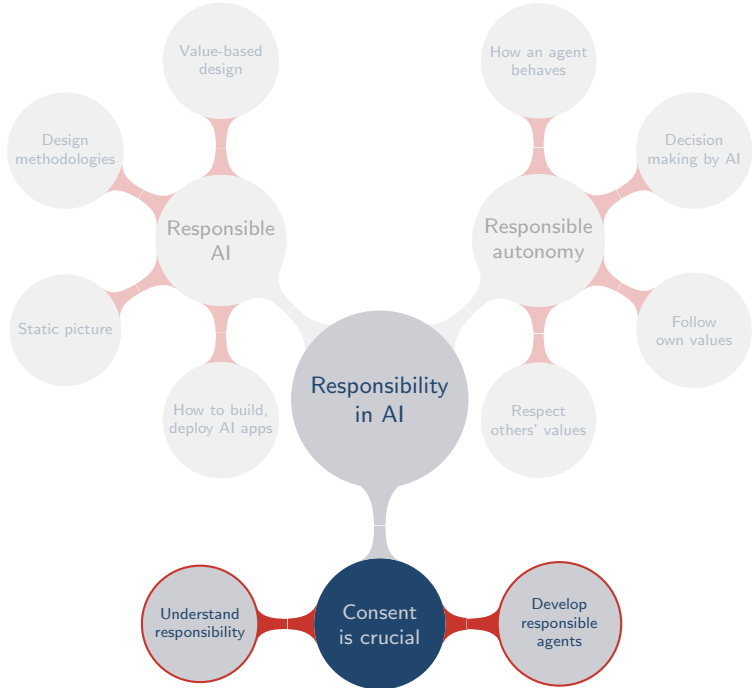 Value-based
design
How an agent
behaves
Design
methodologies
Decision
making by AI
Responsible
AI
Responsible
autonomy
Static picture
Follow
own values
Responsibility
in AI
How to build,
deploy AI apps
Respect
others' values
Understand
responsibility
Consent
is crucial
Develop
responsible
agents